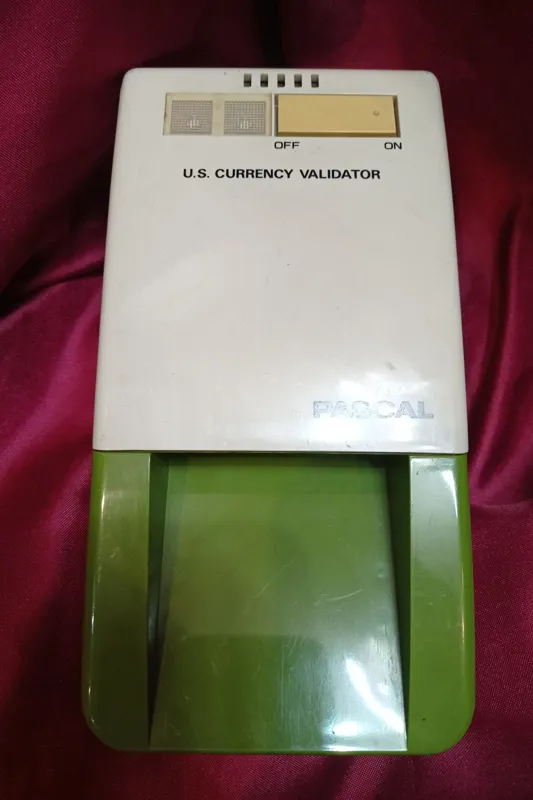 OFF ON
U.S. CURRENCY VALIDATOR
PASCAL